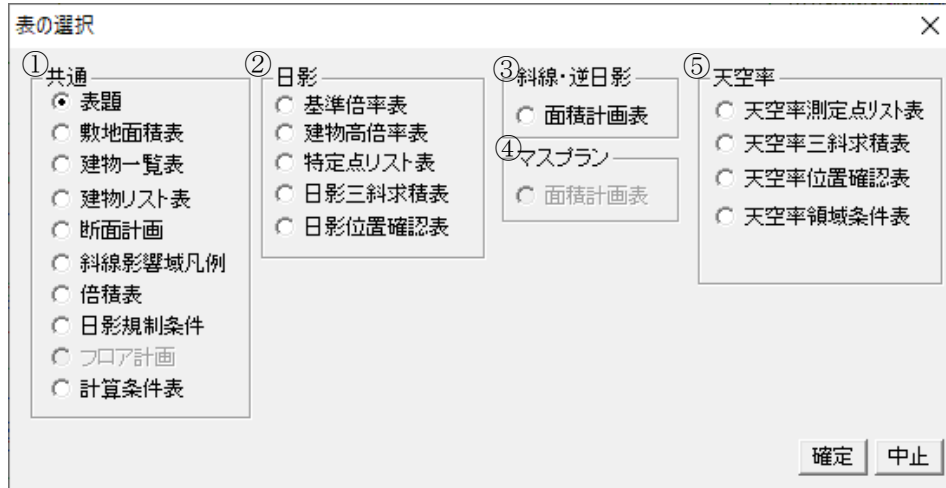 表の選択
①共通
表題
敷地面積表
建物一覧表
建物リスト表
断面計画
斜線影響域凡例
倍積表
日影規制条件
フロア計画
計算条件表
②日影
基準倍率表
建物高倍率表
特定点リスト表
日影三斜求積表
日影位置確認表
③斜線・逆日影
面積計画表
④マスプラン
面積計画表
⑤天空率
天空率測定点リスト表
天空率三斜求積表
天空率位置確認表
天空率領域条件表
確定
中止